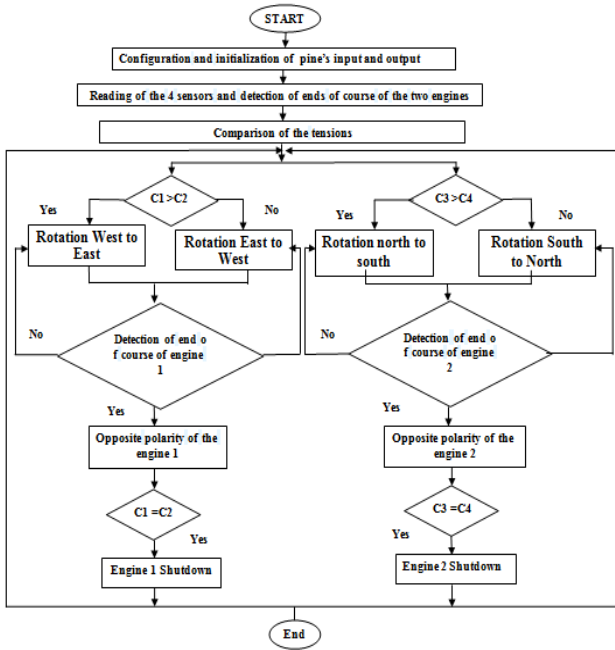 START
Configuration and initialization of pine's input and output
Reading of the 4 sensors and detection of ends of course of the two engines
Comparison of the tensions
C1 >C2
Yes
No
Rotation West to
East
Rotation East to
West
No
Detection of end o
f course of engine
1
Yes
Opposite polarity of the
engine 1
C1 =C2
Yes
Engine 1 Shutdown
C3 >C4
Yes
No
Rotation north to
south
Rotation South
to North
No
Detection of end o
f course of engine
2
Yes
Opposite polarity of the
engine 2
C3 =C4
Yes
Engine 2 Shutdown
End